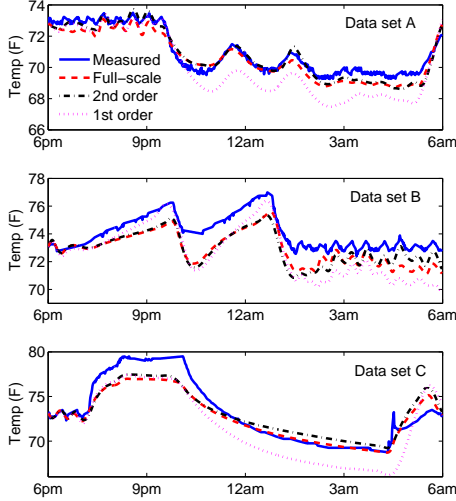 74
Data set A
72
Measured
Full-scale
2nd order
1st order
70
68
66
Temp (F)
6pm 9pm 12am 3am 6am
78
Data set B
76
74
72
70
Temp (F)
6pm 9pm 12am 3am 6am
80
Data set C
75
70
Temp (F)
6pm 9pm 12am 3am 6am